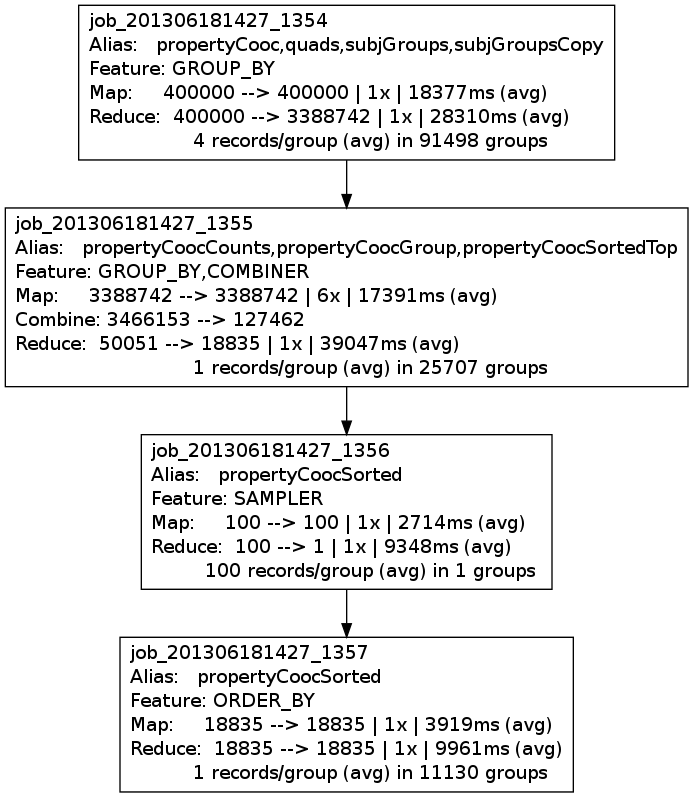 job_201306181427_1354
Alias: propertyCooc,quads,subjGroups,subjGroupsCopy
Feature: GROUP_BY
Map: 400000 --> 400000 | 1x | 18377ms (avg)
Reduce: 400000 --> 3388742 | 1x | 28310ms (avg)
4 records/group (avg) in 91498 groups
job_201306181427_1355
Alias: propertyCoocCounts,propertyCoocGroup,propertyCoocSortedTop
Feature: GROUP_BY,COMBINER
Map: 3388742 --> 3388742 | 6x | 17391ms (avg)
Combine: 3466153 --> 127462
Reduce: 50051 --> 18835 | 1x | 39047ms (avg)
1 records/group (avg) in 25707 groups
job_201306181427_1356
Alias: propertyCoocSorted
Feature: SAMPLER
Map: 100 --> 100 | 1x | 2714ms (avg)
Reduce: 100 --> 1 | 1x | 9348ms (avg)
100 records/group (avg) in 1 groups
job_201306181427_1357
Alias: propertyCoocSorted
Feature: ORDER_BY
Map: 18835 --> 18835 | 1x | 3919ms (avg)
Reduce: 18835 --> 18835 | 1x | 9961ms (avg)
1 records/group (avg) in 11130 groups